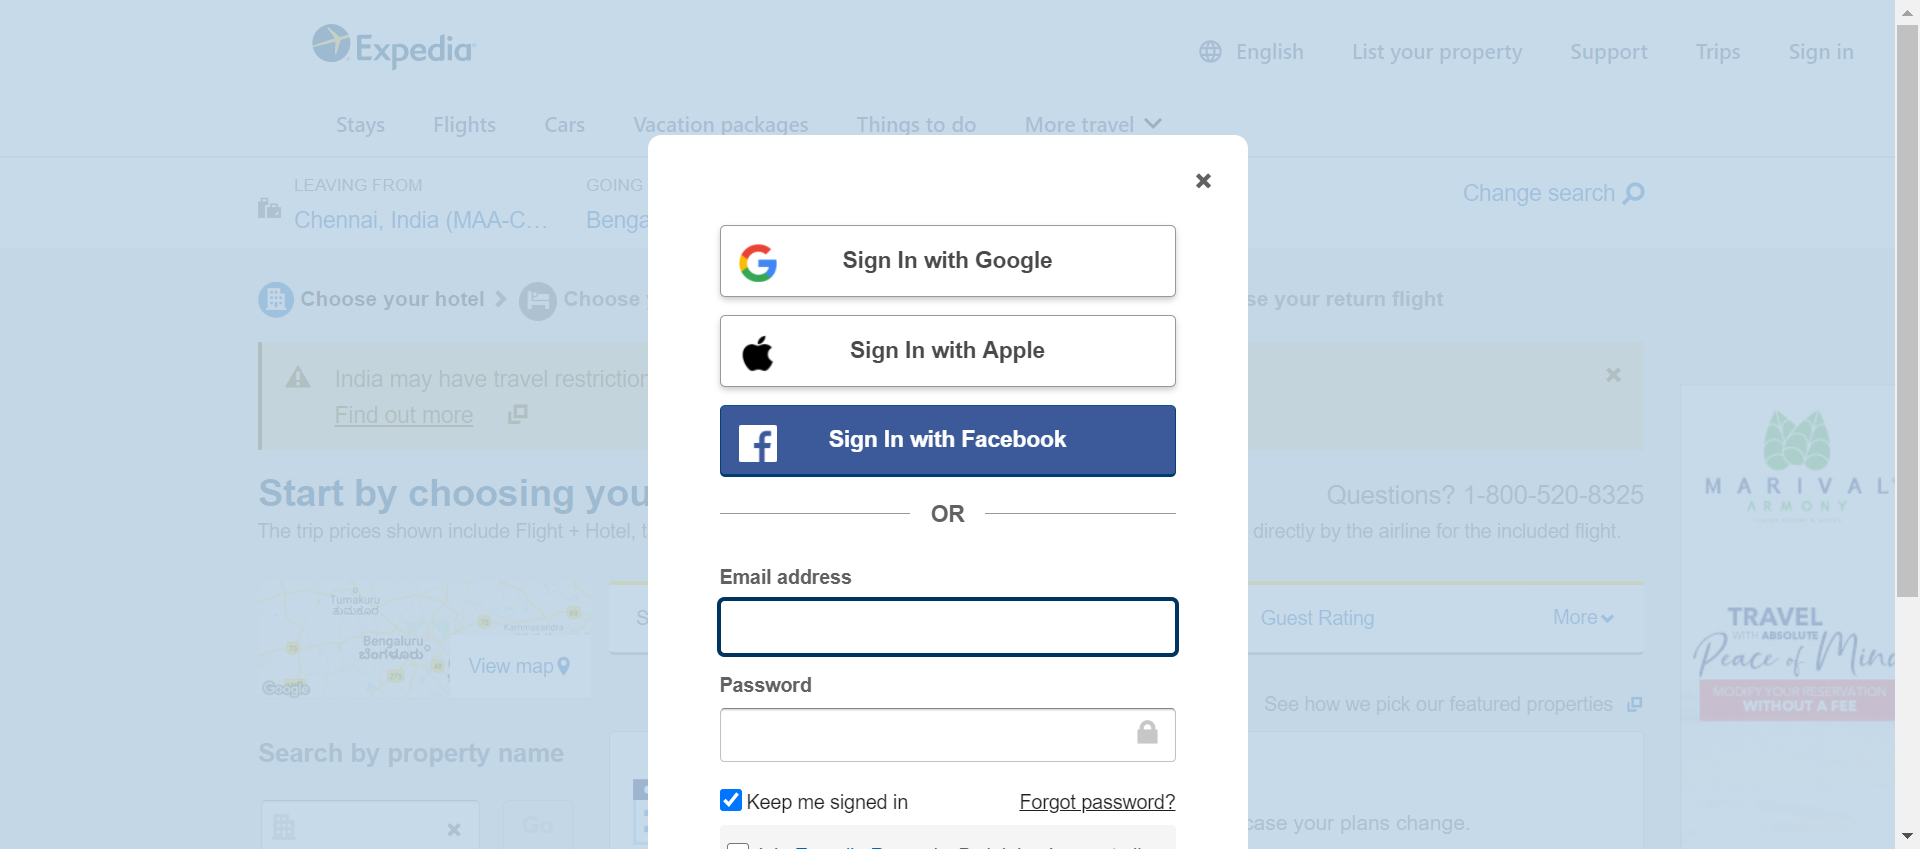 Expedia
English
List your property
Support
Trips
Sign in
Stays
Flights
Cars
Vacation packages
Things to do
More travel
LEAVING FROM
GOING
Chennai, India (MAA-C...
Benga
Change search
Choose your hotel
Choose
se your return flight
India may have travel restriction
Find out more
Start by choosing you
Questions? 1-800-520-8325
The trip prices shown include Flight + Hotel, t
directly by the airline for the included flight.
Tumakuru
ತುಮಕೂರ
Bengaluru
ಬೆಂಗಳೂರು
Google
View map
S
Guest Rating
More
See how we pick our featured properties
Search by property name
Go
case your plans change.
Sign In with Google
Sign In with Apple
Sign In with Facebook
OR
Email address
Password
Keep me signed in
Forgot password?
MARIVAL
ARMONY
TRAVEL
WITH ABSOLUTE
Peace of Mind
MODIFY YOUR RESERVATION
WITHOUT A FEE